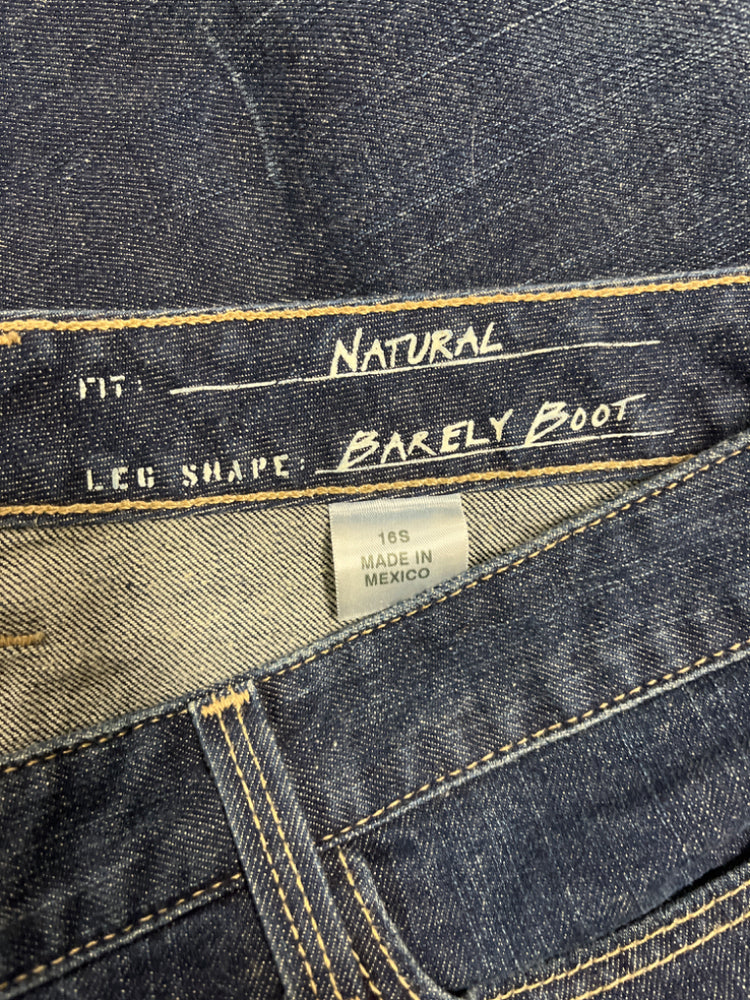 FIT: NATURAL
LEG SHAPE: BARELY BOOT
16S
MADE IN
MEXICO